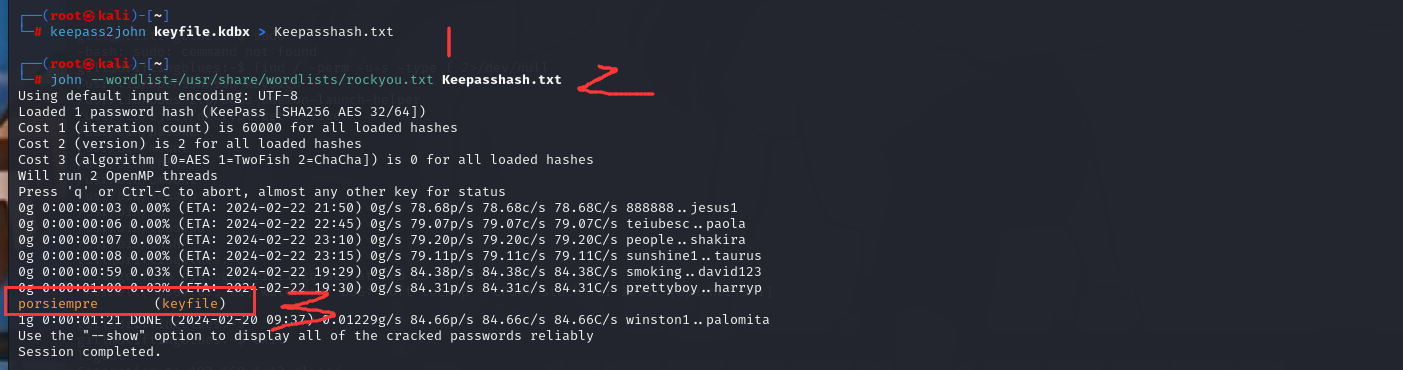 ┌──(root㉿kali)-[~]
└─# keepass2john keyfile.kdbx > Keepasshash.txt
-hash: sudo: command not found
1
┌──(root㉿kali)-[~]
└─# john --wordlist=/usr/share/wordlists/rockyou.txt Keepasshash.txt
2
Using default input encoding: UTF-8
Loaded 1 password hash (KeePass [SHA256 AES 32/64])
Cost 1 (iteration count) is 60000 for all loaded hashes
Cost 2 (version) is 2 for all loaded hashes
Cost 3 (algorithm [0=AES 1=TwoFish 2=ChaCha]) is 0 for all loaded hashes
Will run 2 OpenMP threads
Press 'q' or Ctrl-C to abort, almost any other key for status
0g 0:00:00:03 0.00% (ETA: 2024-02-22 21:50) 0g/s 78.68p/s 78.68c/s 78.68C/s 888888..jesus1
0g 0:00:00:06 0.00% (ETA: 2024-02-22 22:45) 0g/s 79.07p/s 79.07c/s 79.07C/s teiubesc..paola
0g 0:00:00:07 0.00% (ETA: 2024-02-22 23:10) 0g/s 79.20p/s 79.20c/s 79.20C/s people..shakira
0g 0:00:00:08 0.00% (ETA: 2024-02-22 23:15) 0g/s 79.11p/s 79.11c/s 79.11C/s sunshine1..taurus
0g 0:00:00:59 0.03% (ETA: 2024-02-22 19:29) 0g/s 84.38p/s 84.38c/s 84.38C/s smoking..david123
0g 0:00:01:00 0.03% (ETA: 2024-02-22 19:30) 0g/s 84.31p/s 84.31c/s 84.31C/s prettyboy..harryp
porsiempre       (keyfile)
3
1g 0:00:01:21 DONE (2024-02-20 09:37) 0.01229g/s 84.66p/s 84.66c/s 84.66C/s winston1..palomita
Use the "--show" option to display all of the cracked passwords reliably
Session completed.